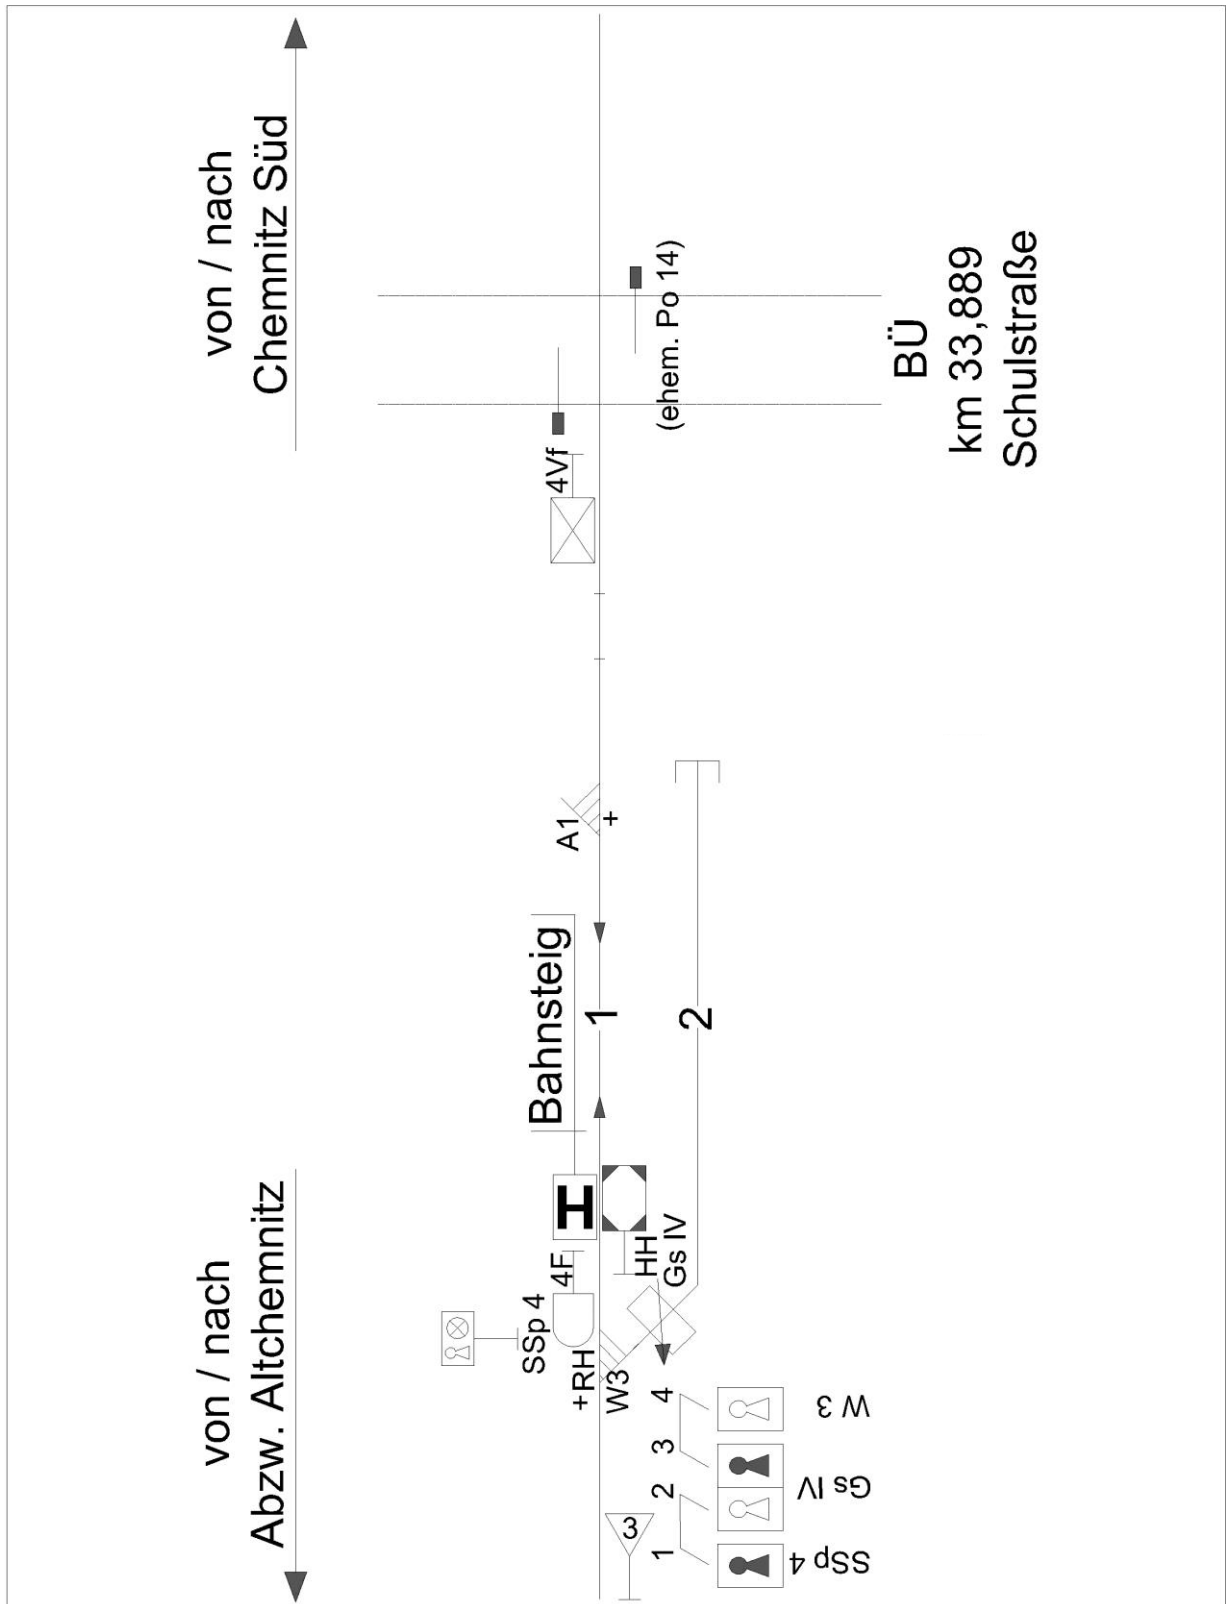 von / nach
Abzw. Altchemnitz
von / nach
Chemnitz Süd
SSp 4
4F
H
Bahnsteig
A1
4Vf
+RH
W3
HH
Gs IV
1
+
2
(ehem. Po 14)
BÜ
km 33,889
Schulstraße
3
1
2
3
4
SSp 4
Gs IV
W 3